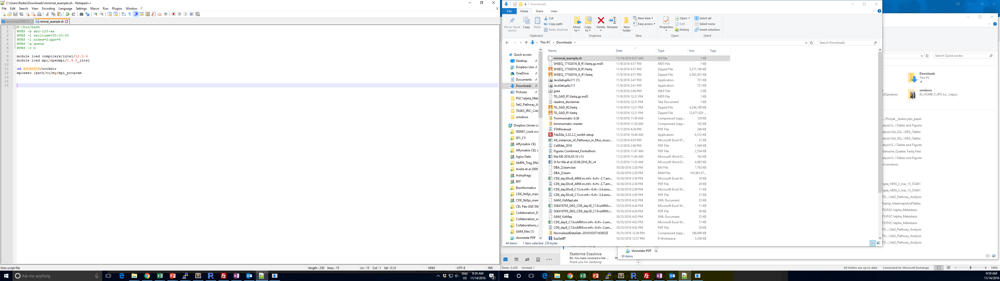 C:\Users\Radia\Downloads\minimal_example.sh - Notepad++
File Edit Search View Encoding Language Settings Macro Run Plugins Window ? X
microArrayEXMD.R minimal_example.sh
1 #!/bin/bash
2 #PBS -A abc-123-aa
3 #PBS -l walltime=30:00:00
4 #PBS -l nodes=2:ppn=8
5 #PBS -q queue
6 #PBS -r n
7
8 module load compilers/intel/12.0.4
9 module load mpi/openmpi/1.4.5_intel
10
11 cd $SCRATCH/workdir
12 mpiexec /path/to/my/mpi_program
13
14
15
Unix script file length : 230 lines : 15 Ln : 15 Col : 1 Sel : 0 | 0 UNIX UTF-8 INS
Ask me anything
ENG US
9:59 AM
11/14/2016
Downloads
File Home Share View
Pin to Quick access
Copy
Paste
Cut
Copy path
Paste shortcut
Clipboard
Move to
Copy to
Delete
Rename
Organize
New folder
New item
Easy access
New
Properties
Open
Edit
History
Open
Select all
Select none
Invert selection
Select
This PC > Downloads >
Search Downloads
Quick access
Desktop
Dropbox (Jon
OneDrive
Documents
Downloads
Pictures
PGC1alpha_Meta
Set2_Pathway_A
TASK3_IRIC_Cnts
windows
Dropbox (Jones La
000001_Look ove
001_CV
Affymatrix CEL
Affymatrix CEL d
Agios Data
AMPK_Treg_RNA
Andre et al 2009
Autophagy
BFF
Bioinformatics
CD8_StrEpi_man
CD8_StrEpi_man
CEL Fles GSE1590
Collaboration_D
Collaboration_w
Collaborations_v
GAM_files (1)
iAnnotate PDF
Name Date Type Size Tags
minimal_example.sh 11/14/2016 9:57 AM SH File 1 KB
SHSEQ_17102016_B_R1.fastq.gz.md5 11/9/2016 4:57 PM MD5 File 1 KB
SHSEQ_17102016_B_R1.fastq 11/9/2016 4:57 PM Zipped File 5,371,186 KB
SHSEQ_17102016_A_R1.fastq 11/9/2016 4:57 PM Zipped File 5,563,301 KB
JavaSetup8u111 (1) 11/9/2016 2:47 PM Application 721 KB
JavaSetup8u111 11/9/2016 2:41 PM Application 721 KB
gsea 11/9/2016 2:40 PM JNLP File 2 KB
TG_GAD_R1.fastq.gz.md5 11/9/2016 12:21 PM MD5 File 1 KB
readme_disclaimer 11/9/2016 12:21 PM Text Document 1 KB
TG_GAD_R2.fastq 11/9/2016 12:21 PM Zipped File 4,244,188 KB
TG_GAD_R1.fastq 11/9/2016 12:21 PM Zipped File 12,671,829 ...
Trimmomatic-0.36 11/9/2016 11:59 AM Compressed (zipp... 129 KB
trimmomatic-master 11/9/2016 11:50 AM Compressed (zipp... 102 KB
STARmanual 11/7/2016 4:29 PM PDF File 246 KB
FileZilla_3.22.2.2_win64-setup 11/3/2016 10:44 AM Application 6,512 KB
All_instances_of_Pathways_in_Mus_musc... 11/2/2016 4:05 PM Microsoft Excel 97... 31 KB
CellMet_2016 11/2/2016 2:09 PM PDF File 1,599 KB
Figures Combined_ForAuthors 11/2/2016 11:47 AM PDF File 2,554 KB
Ma MS 2016.05.10 v13 11/2/2016 11:44 AM Microsoft Word D... 182 KB
SI for Ma et al 20.06.2016_RJ_v4 11/2/2016 11:35 AM Microsoft Word D... 4,065 KB
DBA_2J.bam.bai 10/28/2016 2:26 PM BAI File 7,763 KB
DBA_2J.bam 10/28/2016 2:26 PM BAM File 145,981,67...
CD8_day30vs8_ARM.rn.mf=-6.rf=-2.7.am... 10/26/2016 2:30 PM Microsoft Excel W... 10 KB
CD8_day30vs8_ARM.rn.mf=-6.rf=-2.7.am... 10/26/2016 2:30 PM PDF File 28 KB
CD8_day30vs8_C13.rn.mf=-6.rf=-3.4.ams... 10/26/2016 2:09 PM Microsoft Excel W... 11 KB
CD8_day30vs8_C13.rn.mf=-6.rf=-3.4.ams... 10/26/2016 2:09 PM PDF File 27 KB
GAM_VizMapLate 10/25/2016 4:32 PM XML Document 25 KB
GSE418705_DEG_CD8_day30_C13vsARM.r... 10/25/2016 4:26 PM Microsoft Excel W... 11 KB
GSE418705_DEG_CD8_day30_C13vsARM.r... 10/25/2016 4:26 PM PDF File 26 KB
GAM_VizMap 10/25/2016 4:05 PM XML Document 25 KB
CD8_day8_C13vsARM.rn.mf=-6.rf=-2.am... 10/25/2016 4:02 PM Microsoft Excel W... 11 KB
CD8_day8_C13vsARM.rn.mf=-6.rf=-2.am... 10/25/2016 4:02 PM PDF File 28 KB
NormalizedDataSets-20161025T163853Z 10/25/2016 12:39 PM Compressed (zipp... 146,699 KB
ExpSetBT 10/25/2016 12:37 PM R Workspace 5,358 KB
44 items 1 item selected 230 bytes
Search Quick access
Downloads
This PC
GQanalysis
windows
RJ_HOME (\\JPS-La...\repos
...\Polyak__leukocytes_paper
alysis\S...\Tables and Figures
nalysis\Sid_GQ...\DEG_Tables
nalysis\Sid_GQ...\DEG_Tables
alysis\S...\Tables and Figures
Genome_Quebec Fastq Files
alysis\S...\Tables and Figures
os\windows
mple_HDN_3_mar_15_STAR1
mple_HDN_3_mar_15_STAR1
TS\...\Set2_Pathway_Analysis
TopUp_HeatmapsAndTables
TS\PGC1alpha_Metastasis
TS\PGC1alpha_Metastasis
TS\PGC1alpha_Metastasis
TS\...\Set2_Pathway_Analysis
TS\...\Set2_Pathway_Analysis
TS\...\Set2_Pathway_Analysis
iAnnotate PDF
30 items
Ekaterina Esaulova
Re: You have received a file ... Th
Thank you for clarifying!
Items: 3,428 Unread: 1 All folders are up to date. Connected to: Microsoft Exchange 100%
9:59 AM
11/14/2016